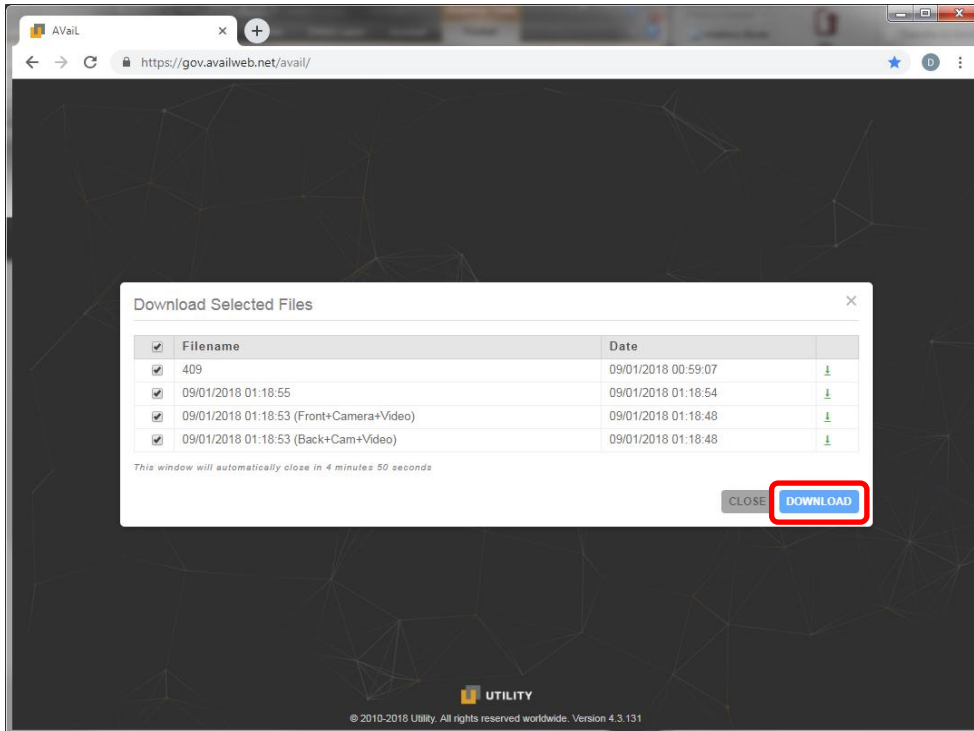 AVaiL
https://gov.availweb.net/avail/
D
Download Selected Files
Filename Date
409 09/01/2018 00:59:07
09/01/2018 01:18:55 09/01/2018 01:18:54
09/01/2018 01:18:53 (Front+Camera+Video) 09/01/2018 01:18:48
09/01/2018 01:18:53 (Back+Cam+Video) 09/01/2018 01:18:48
This window will automatically close in 4 minutes 50 seconds
CLOSE DOWNLOAD
UTILITY
© 2010-2018 Utility. All rights reserved worldwide. Version 4.3.131